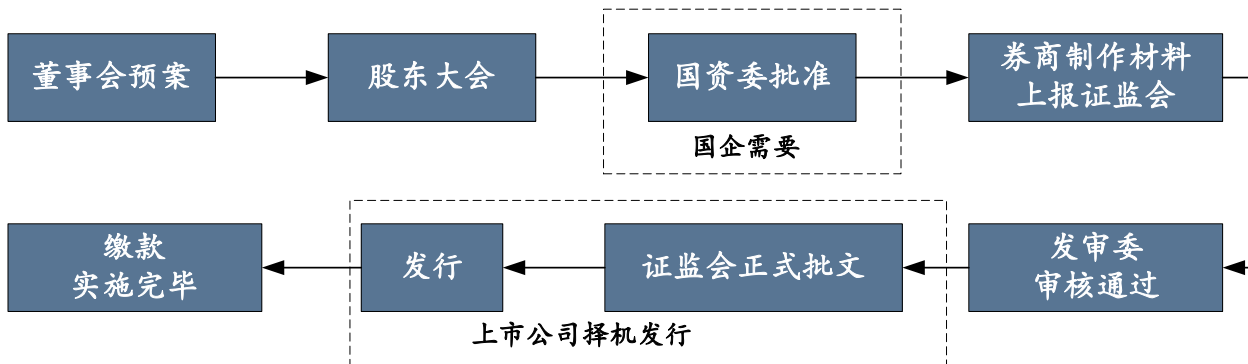 董事会预案
股东大会
国资委批准
券商制作材料
上报证监会
国企需要
缴款
实施完毕
发行
证监会正式批文
发审委
审核通过
上市公司择机发行